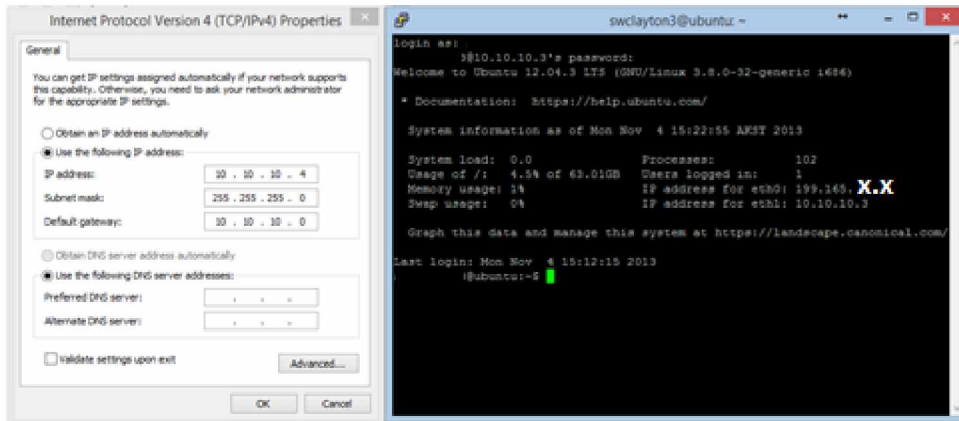 Internet Protocol Version 4 (TCP/IPv4) Properties
General
You can get IP settings assigned automatically if your network supports
this capability. Otherwise, you need to ask your network administrator
for the appropriate IP settings.
Obtain an IP address automatically
Use the following IP address:
IP address: 10 . 10 . 10 . 4
Subnet mask: 255 . 255 . 255 . 0
Default gateway: 10 . 10 . 10 . 0
Obtain DNS server address automatically
Use the following DNS server addresses:
Preferred DNS server: . . .
Alternate DNS server: . . .
Validate settings upon exit
Advanced...
OK Cancel
swclayton3@ubuntu: ~
login as:
3@10.10.10.3's password:
Welcome to Ubuntu 12.04.3 LTS (GNU/Linux 3.8.0-32-generic i686)
* Documentation: https://help.ubuntu.com/
System information as of Mon Nov 4 15:22:55 AKST 2013
System load: 0.0 Processes: 102
Usage of /: 4.5% of 63.01GB Users logged in: 1
Memory usage: 1% IP address for eth0: 199.165. X.X
Swap usage: 0% IP address for eth1: 10.10.10.3
Graph this data and manage this system at https://landscape.canonical.com/
Last login: Mon Nov 4 15:12:15 2013
@ubuntu:~$